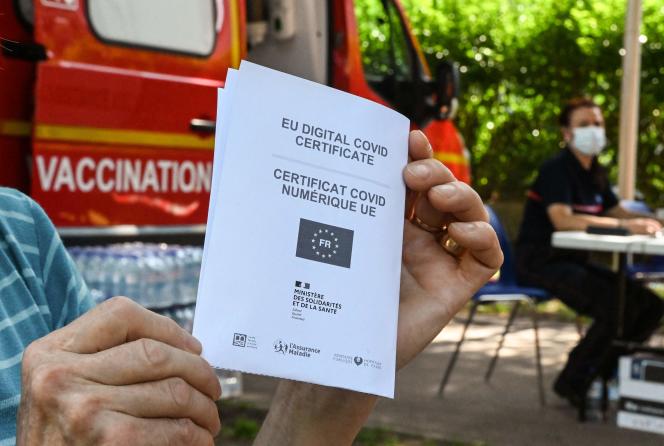 VACCINATION
EU DIGITAL COVID
CERTIFICATE
CERTIFICAT COVID
NUMÉRIQUE UE
FR
MINISTÈRE
DES SOLIDARITÉS
ET DE LA SANTÉ
l'Assurance
Maladie